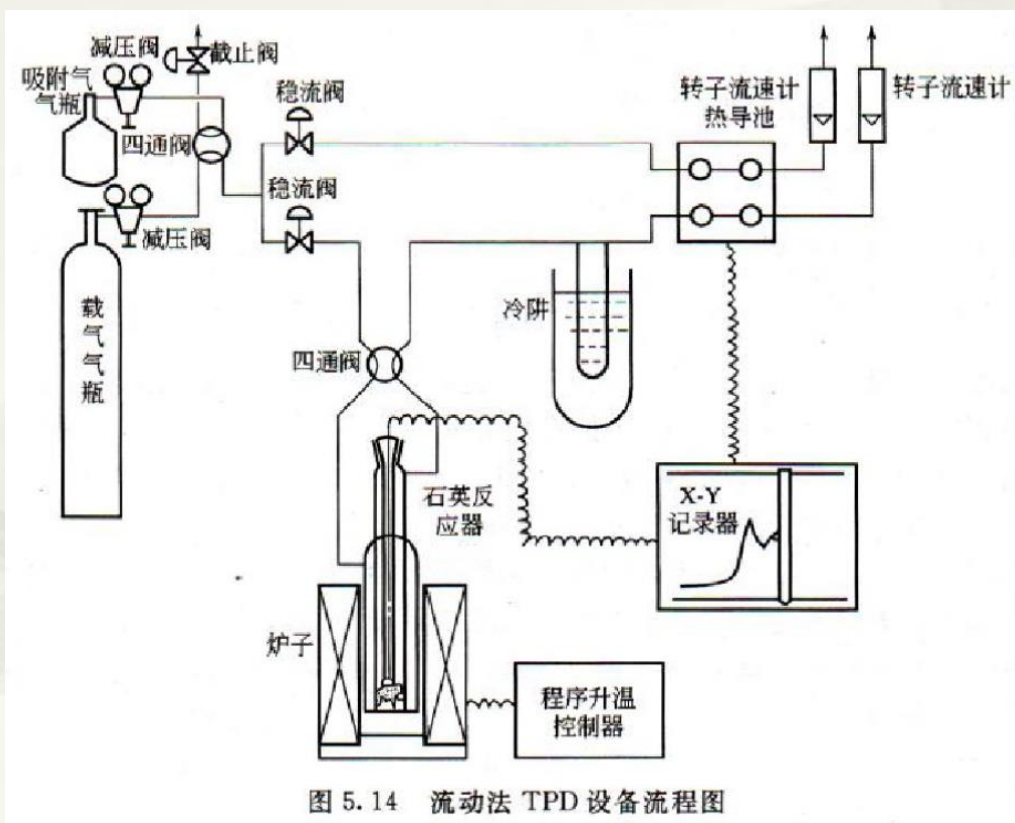 减压阀
截止阀
吸附气
气瓶
稳流阀
转子流速计
热导池
转子流速计
四通阀
稳流阀
减压阀
载气气瓶
冷阱
四通阀
石英反
应器
X-Y
记录器
炉子
程序升温
控制器
图 5.14 流动法 TPD 设备流程图